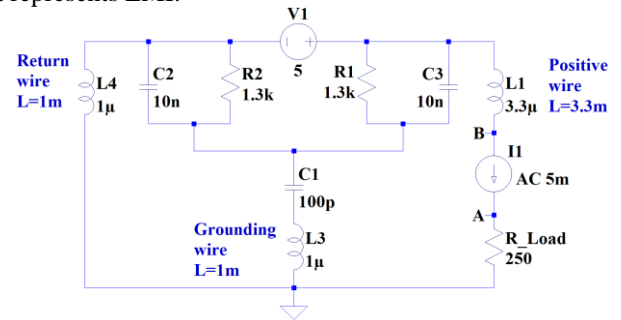 represents EMI.
V1
5
Return
wire
L=1m
L4
1µ
C2
10n
R2
1.3k
R1
1.3k
C3
10n
L1
3.3µ
Positive
wire
L=3.3m
B
I1
AC 5m
A
R_Load
250
C1
100p
Grounding
wire
L=1m
L3
1µ